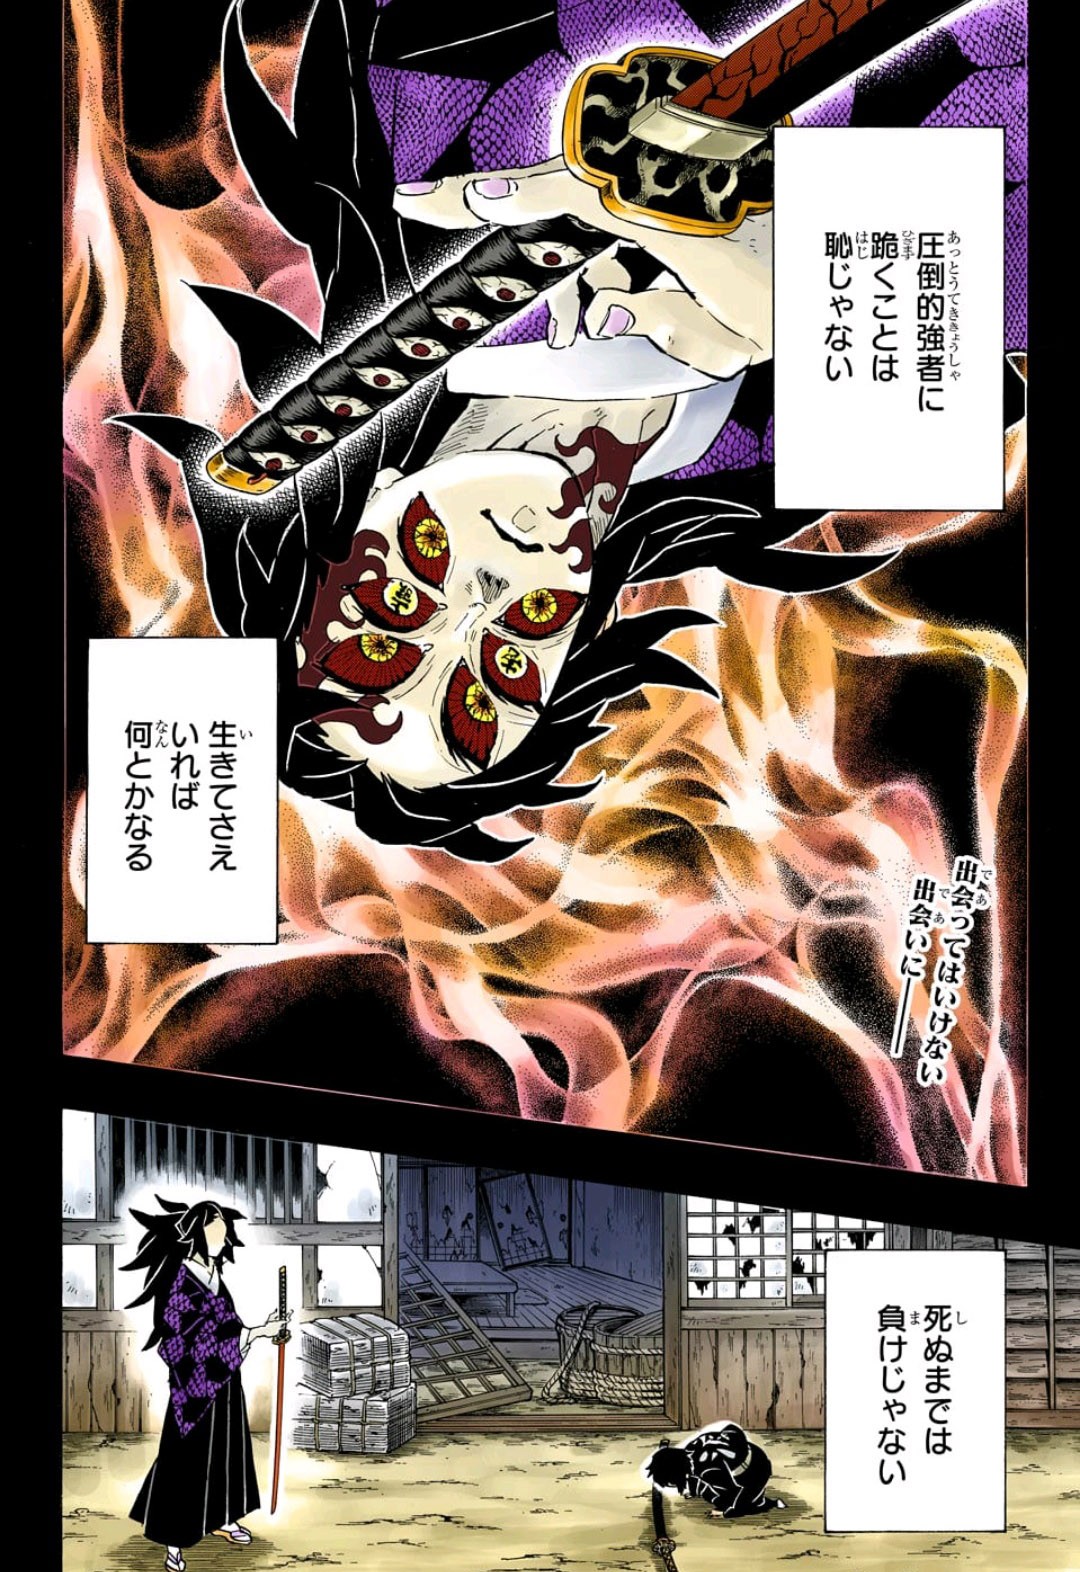 圧倒的強者に
跪くことは
恥じゃない
生きてさえ
いれば
何とかなる
出会ってはいけない
出会いに——
死ぬまでは
負けじゃない